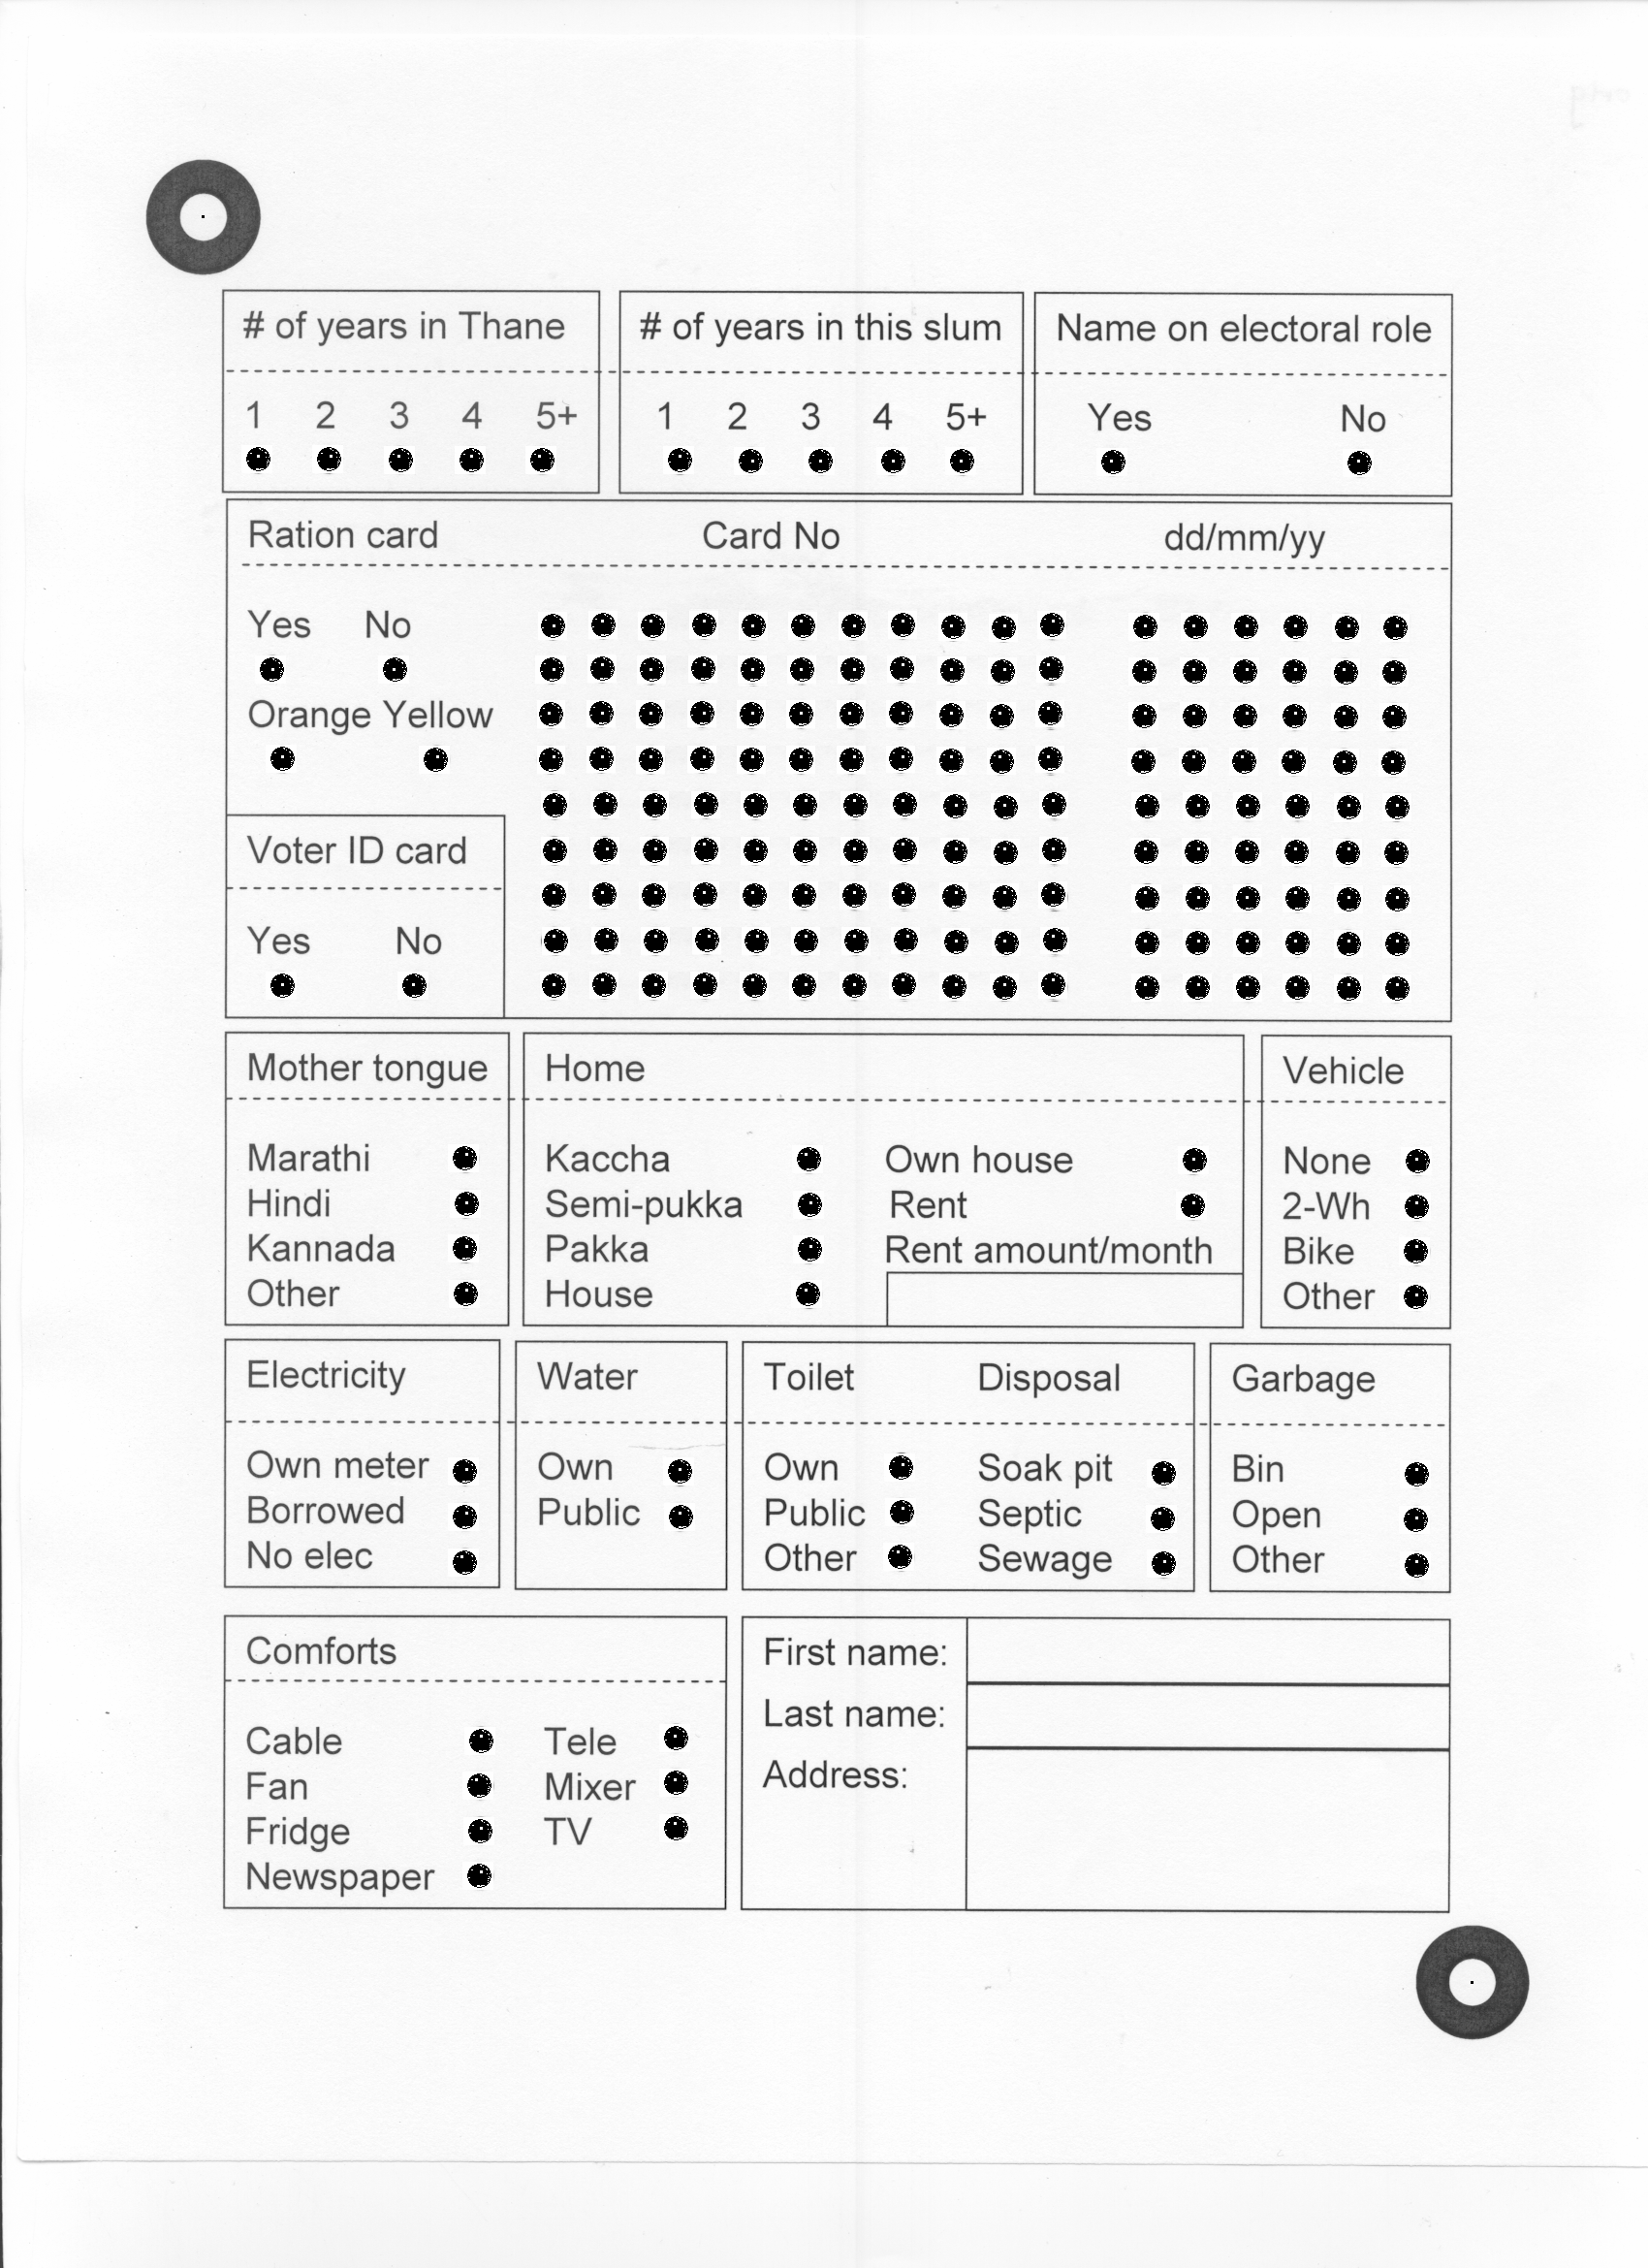 # of years in Thane
1 2 3 4 5+
# of years in this slum
1 2 3 4 5+
Name on electoral role
Yes No
Ration card Card No dd/mm/yy
Yes No
Orange Yellow
Voter ID card
Yes No
Mother tongue
Marathi
Hindi
Kannada
Other
Home
Kaccha
Semi-pukka
Pakka
House
Own house
Rent
Rent amount/month
Vehicle
None
2-Wh
Bike
Other
Electricity
Own meter
Borrowed
No elec
Water
Own
Public
Toilet
Own
Public
Other
Disposal
Soak pit
Septic
Sewage
Garbage
Bin
Open
Other
Comforts
Cable
Fan
Fridge
Newspaper
Tele
Mixer
TV
First name:
Last name:
Address: